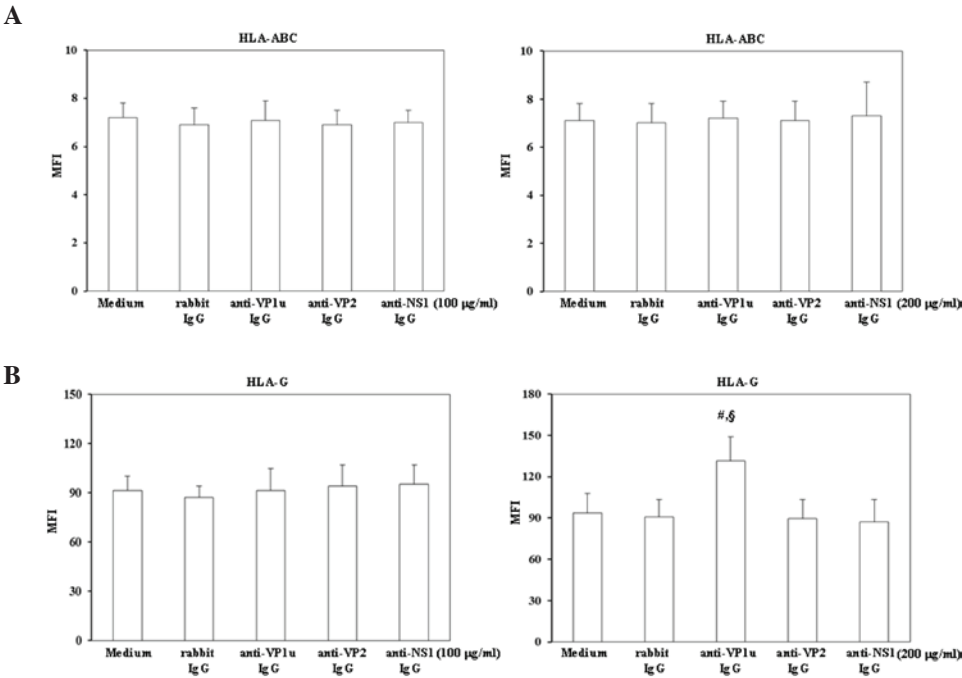 A
HLA-ABC
10
8
6
4
2
0
MFI
Medium rabbit IgG anti-VP1u IgG anti-VP2 IgG anti-NS1 IgG (100 µg/ml)
HLA-ABC
10
8
6
4
2
0
MFI
Medium rabbit IgG anti-VP1u IgG anti-VP2 IgG anti-NS1 IgG (200 µg/ml)
B
HLA-G
150
120
90
60
30
0
MFI
Medium rabbit IgG anti-VP1u IgG anti-VP2 IgG anti-NS1 IgG (100 µg/ml)
HLA-G
180
150
120
90
60
30
0
MFI
#,§
Medium rabbit IgG anti-VP1u IgG anti-VP2 IgG anti-NS1 IgG (200 µg/ml)